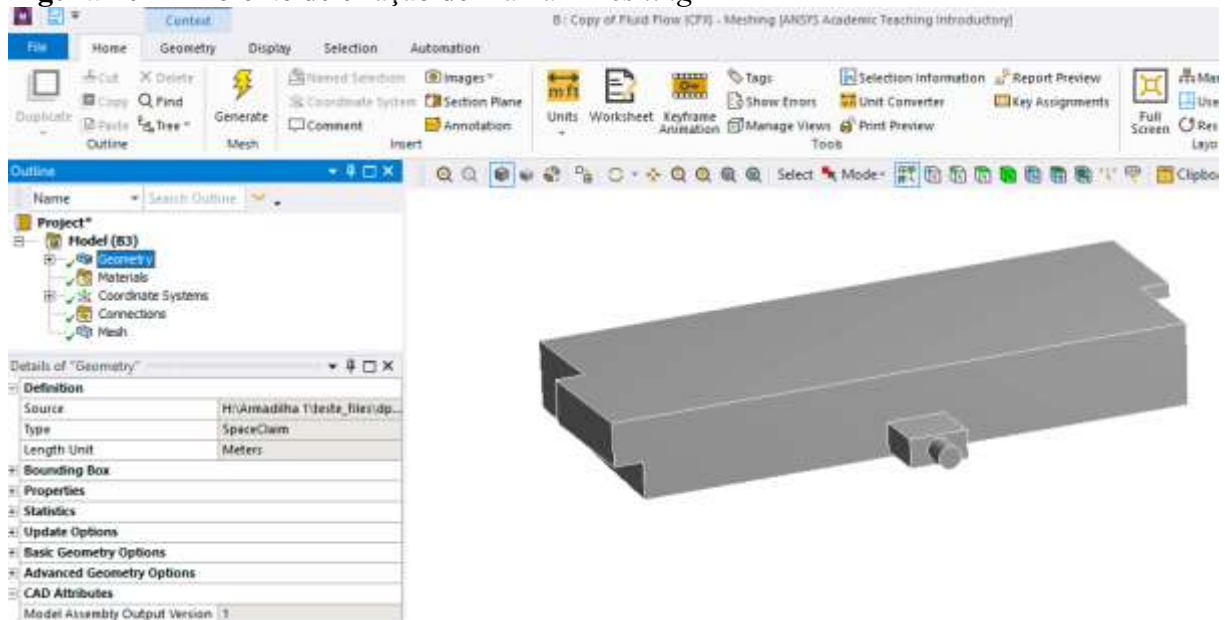 Context
B : Copy of Fluid Flow (CFX) - Meshing [ANSYS Academic Teaching Introductory]
File Home Geometry Display Selection Automation
Duplicate
Cut
Copy
Paste
Delete
Find
Tree
Outline
Generate
Mesh
Named Selection
Coordinate System
Comment
Images
Section Plane
Annotation
Insert
Units
Worksheet
Keyframe
Animation
Tags
Show Errors
Manage Views
Selection Information
Unit Converter
Print Preview
Report Preview
Key Assignments
Tools
Full
Screen
Outline
Name
Search Outline
Select
Mode
Project*
Model (B3)
Geometry
Materials
Coordinate Systems
Connections
Mesh
Details of "Geometry"
Definition
Source H:\Armadilha 1\teste_files\dp...
Type SpaceClaim
Length Unit Meters
Bounding Box
Properties
Statistics
Update Options
Basic Geometry Options
Advanced Geometry Options
CAD Attributes
Model Assembly Output Version 1